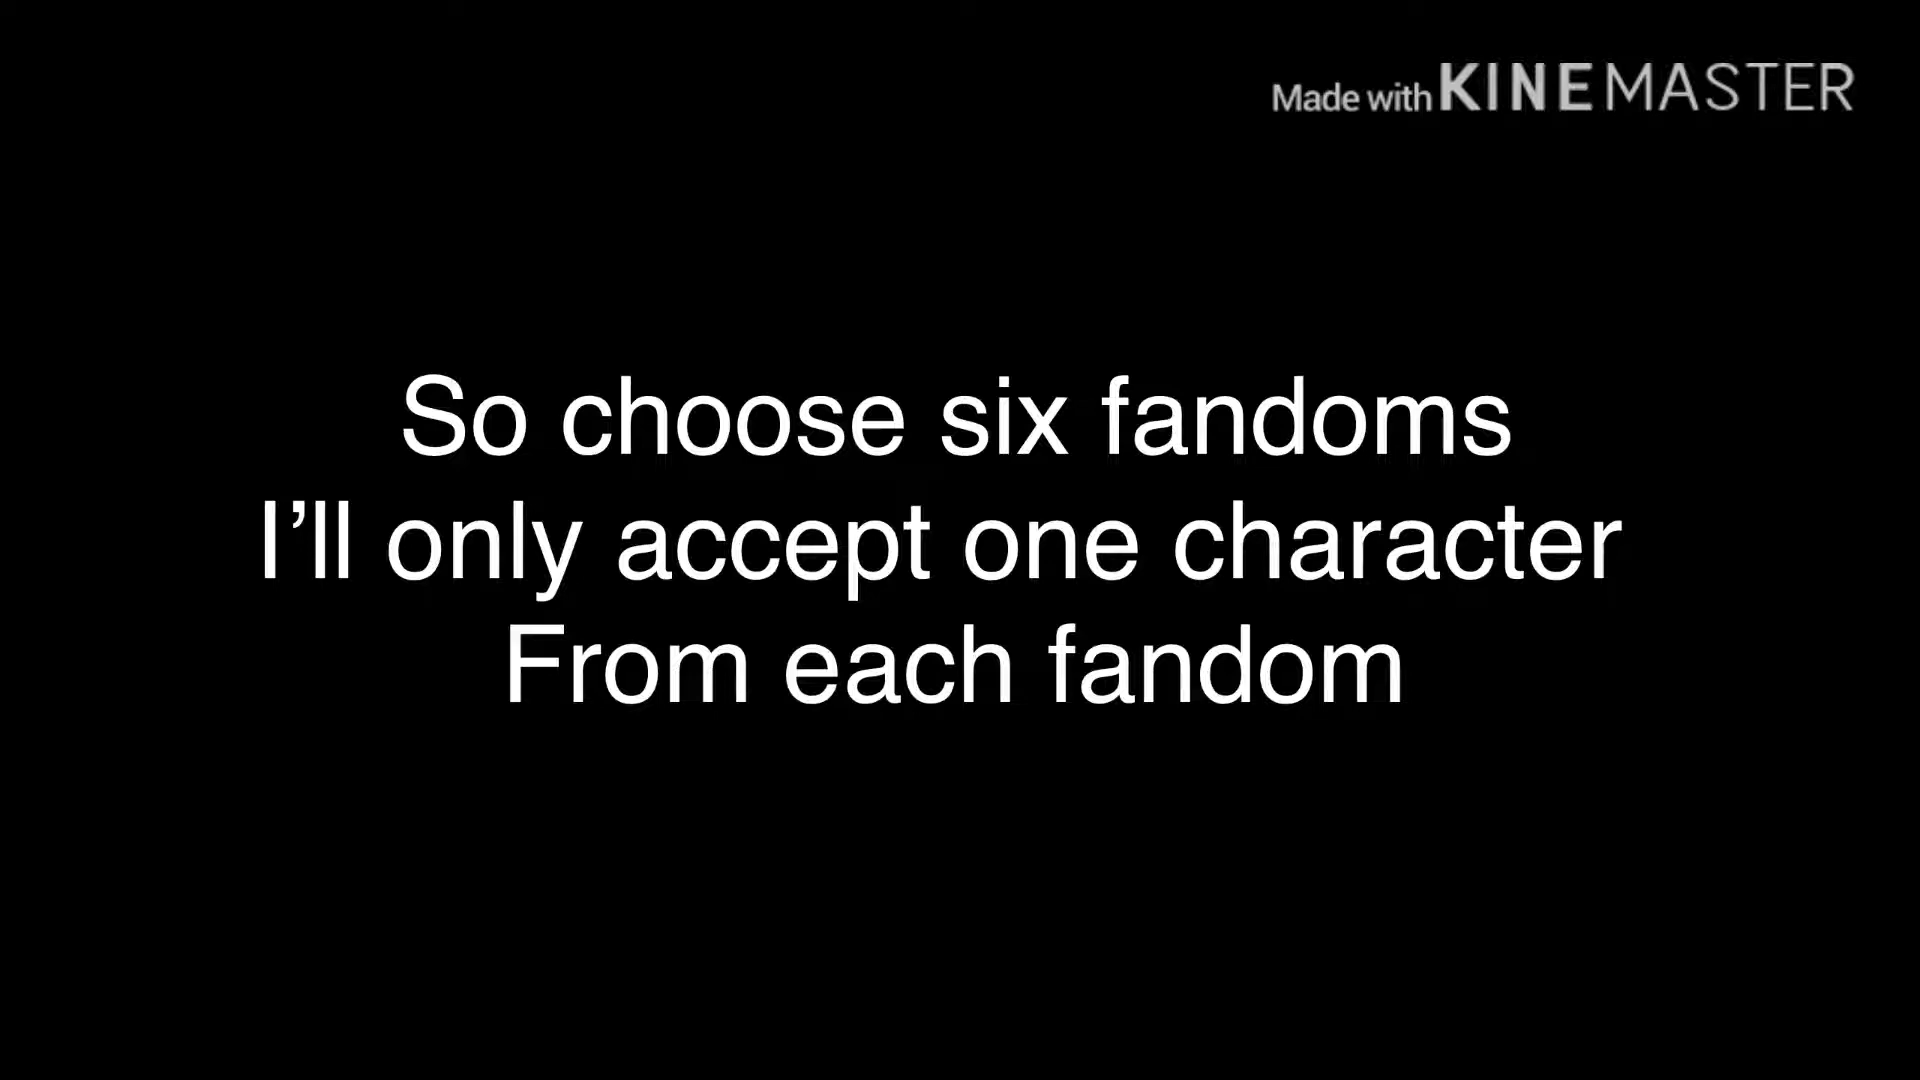 Made with KINEMASTER
So choose six fandoms
I’ll only accept one character
From each fandom